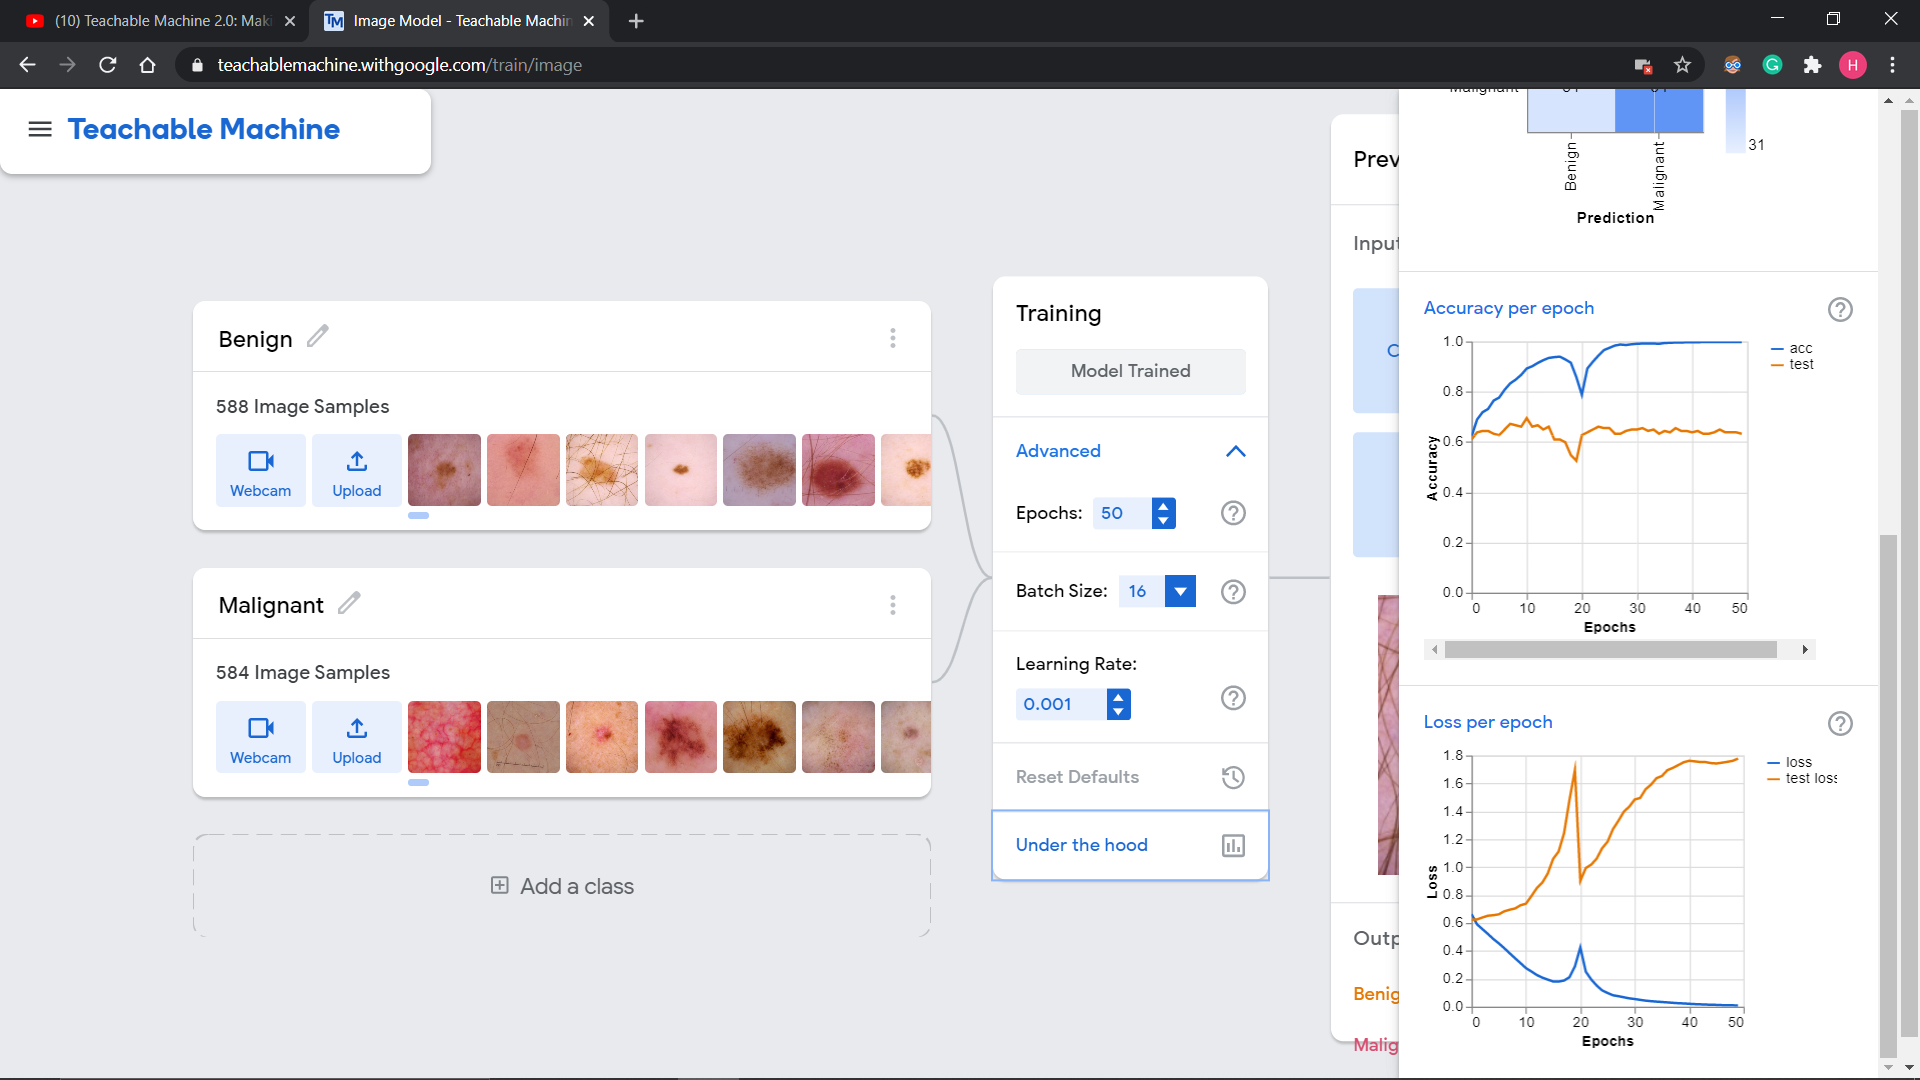 (10) Teachable Machine 2.0: Maki
Image Model - Teachable Machin
teachablemachine.withgoogle.com/train/image
H
Teachable Machine
Benign
588 Image Samples
Webcam
Upload
Malignant
584 Image Samples
Webcam
Upload
Add a class
Training
Model Trained
Advanced
Epochs: 50
Batch Size: 16
Learning Rate:
0.001
Reset Defaults
Under the hood
Prev
Input
C
Outp
Benig
Malig
Malignant
31
Benign
Malignant
Prediction
Accuracy per epoch
1.0
0.8
0.6
0.4
0.2
0.0
Accuracy
0 10 20 30 40 50
Epochs
acc
test
Loss per epoch
1.8
1.6
1.4
1.2
1.0
0.8
0.6
0.4
0.2
0.0
Loss
0 10 20 30 40 50
Epochs
loss
test loss